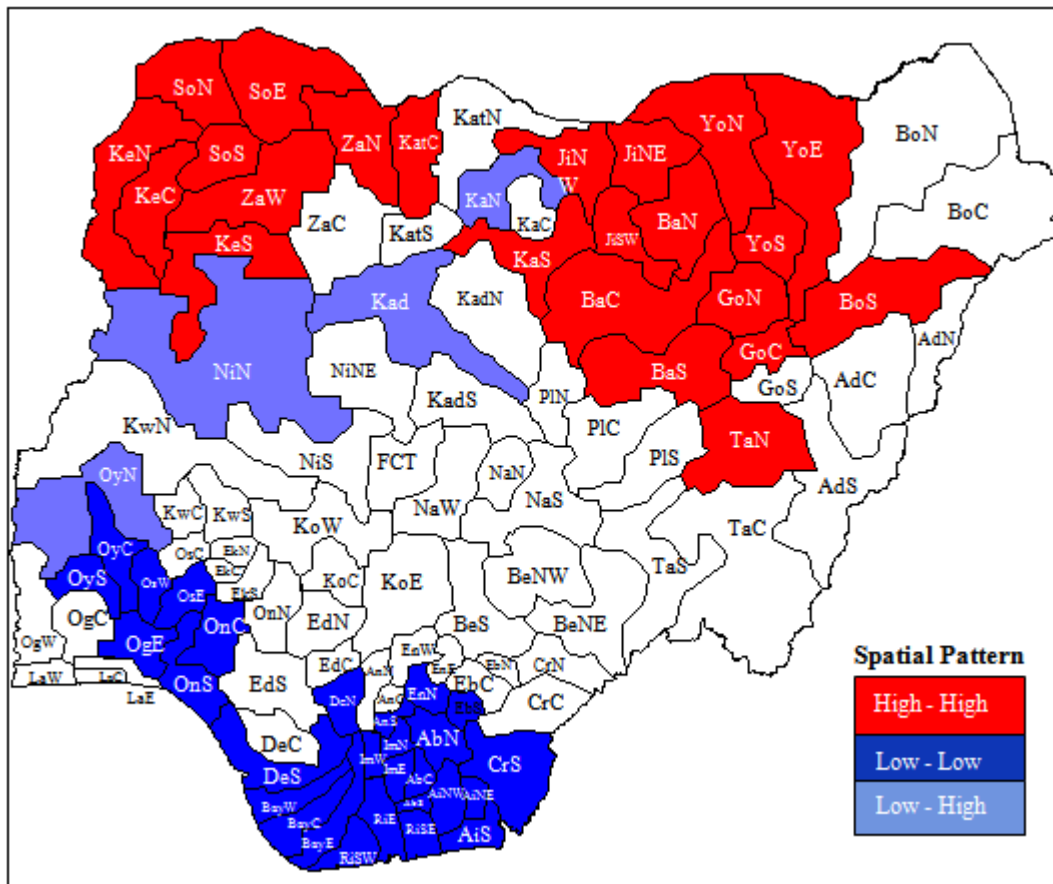 SoN
SoE
KatN
YoN
BoN
KeN
SoS
ZaN
KatC
JiN
W
JiNE
YoE
KeC
ZaW
KaN
KaC
BaN
BoC
KeS
ZaC
KatS
JiSW
YoS
KaS
Kad
KadN
BaC
GoN
BoS
NiN
NiNE
GoC
AdN
BaS
GoS
AdC
KadS
PlN
KwN
PlC
TaN
NiS
FCT
PlS
OyN
NaN
AdS
KwC
KwS
NaW
NaS
KoW
TaC
OyC
OsC
EkN
EkC
OyS
OsW
KoC
KoE
BeNW
TaS
OsE
EkS
OgC
OnN
EdN
OnC
BeS
BeNE
OgW
OgE
EnW
EdC
AnN
EnE
EbN
CrN
Spatial Pattern
LaW
LaC
EbC
LaE
OnS
EdS
DeN
AnC
EnN
EbS
CrC
High - High
AnS
DeC
ImN
AbN
ImW
CrS
Low - Low
DeS
ImE
AbC
BayW
AiNW
AiNE
Low - High
BayC
RiE
RiSE
BayE
AiS
RiSW